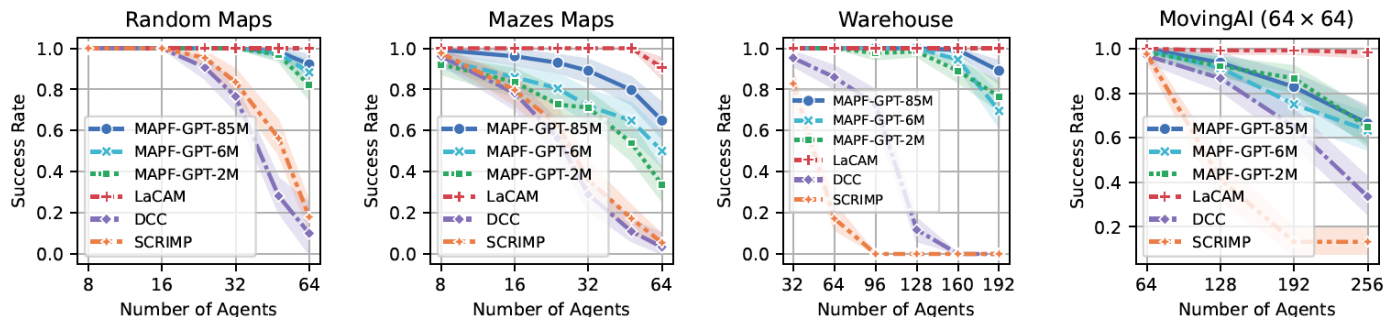 Random Maps
Success Rate
1.0
0.8
0.6
0.4
0.2
0.0
MAPF-GPT-85M
MAPF-GPT-6M
MAPF-GPT-2M
LaCAM
DCC
SCRIMP
8
16
32
64
Number of Agents
Mazes Maps
Success Rate
1.0
0.8
0.6
0.4
0.2
0.0
MAPF-GPT-85M
MAPF-GPT-6M
MAPF-GPT-2M
LaCAM
DCC
SCRIMP
8
16
32
64
Number of Agents
Warehouse
Success Rate
1.0
0.8
0.6
0.4
0.2
0.0
MAPF-GPT-85M
MAPF-GPT-6M
MAPF-GPT-2M
LaCAM
DCC
SCRIMP
32
64
96
128
160
192
Number of Agents
MovingAI (64 × 64)
Success Rate
1.0
0.8
0.6
0.4
0.2
MAPF-GPT-85M
MAPF-GPT-6M
MAPF-GPT-2M
LaCAM
DCC
SCRIMP
64
128
192
256
Number of Agents